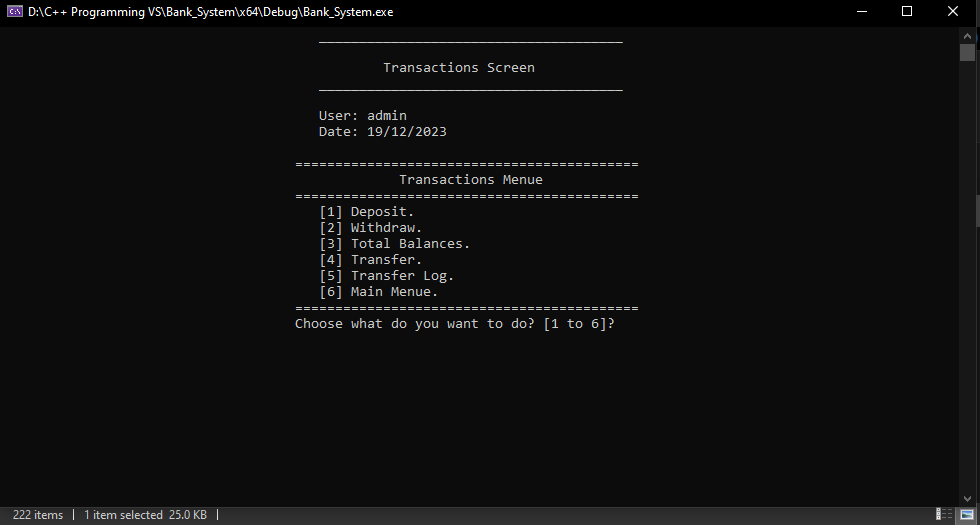 D:\C++ Programming VS\Bank_System\x64\Debug\Bank_System.exe
______________________________________
Transactions Screen
______________________________________
User: admin
Date: 19/12/2023
===========================================
Transactions Menue
===========================================
[1] Deposit.
[2] Withdraw.
[3] Total Balances.
[4] Transfer.
[5] Transfer Log.
[6] Main Menue.
===========================================
Choose what do you want to do? [1 to 6]?
222 items | 1 item selected 25.0 KB |